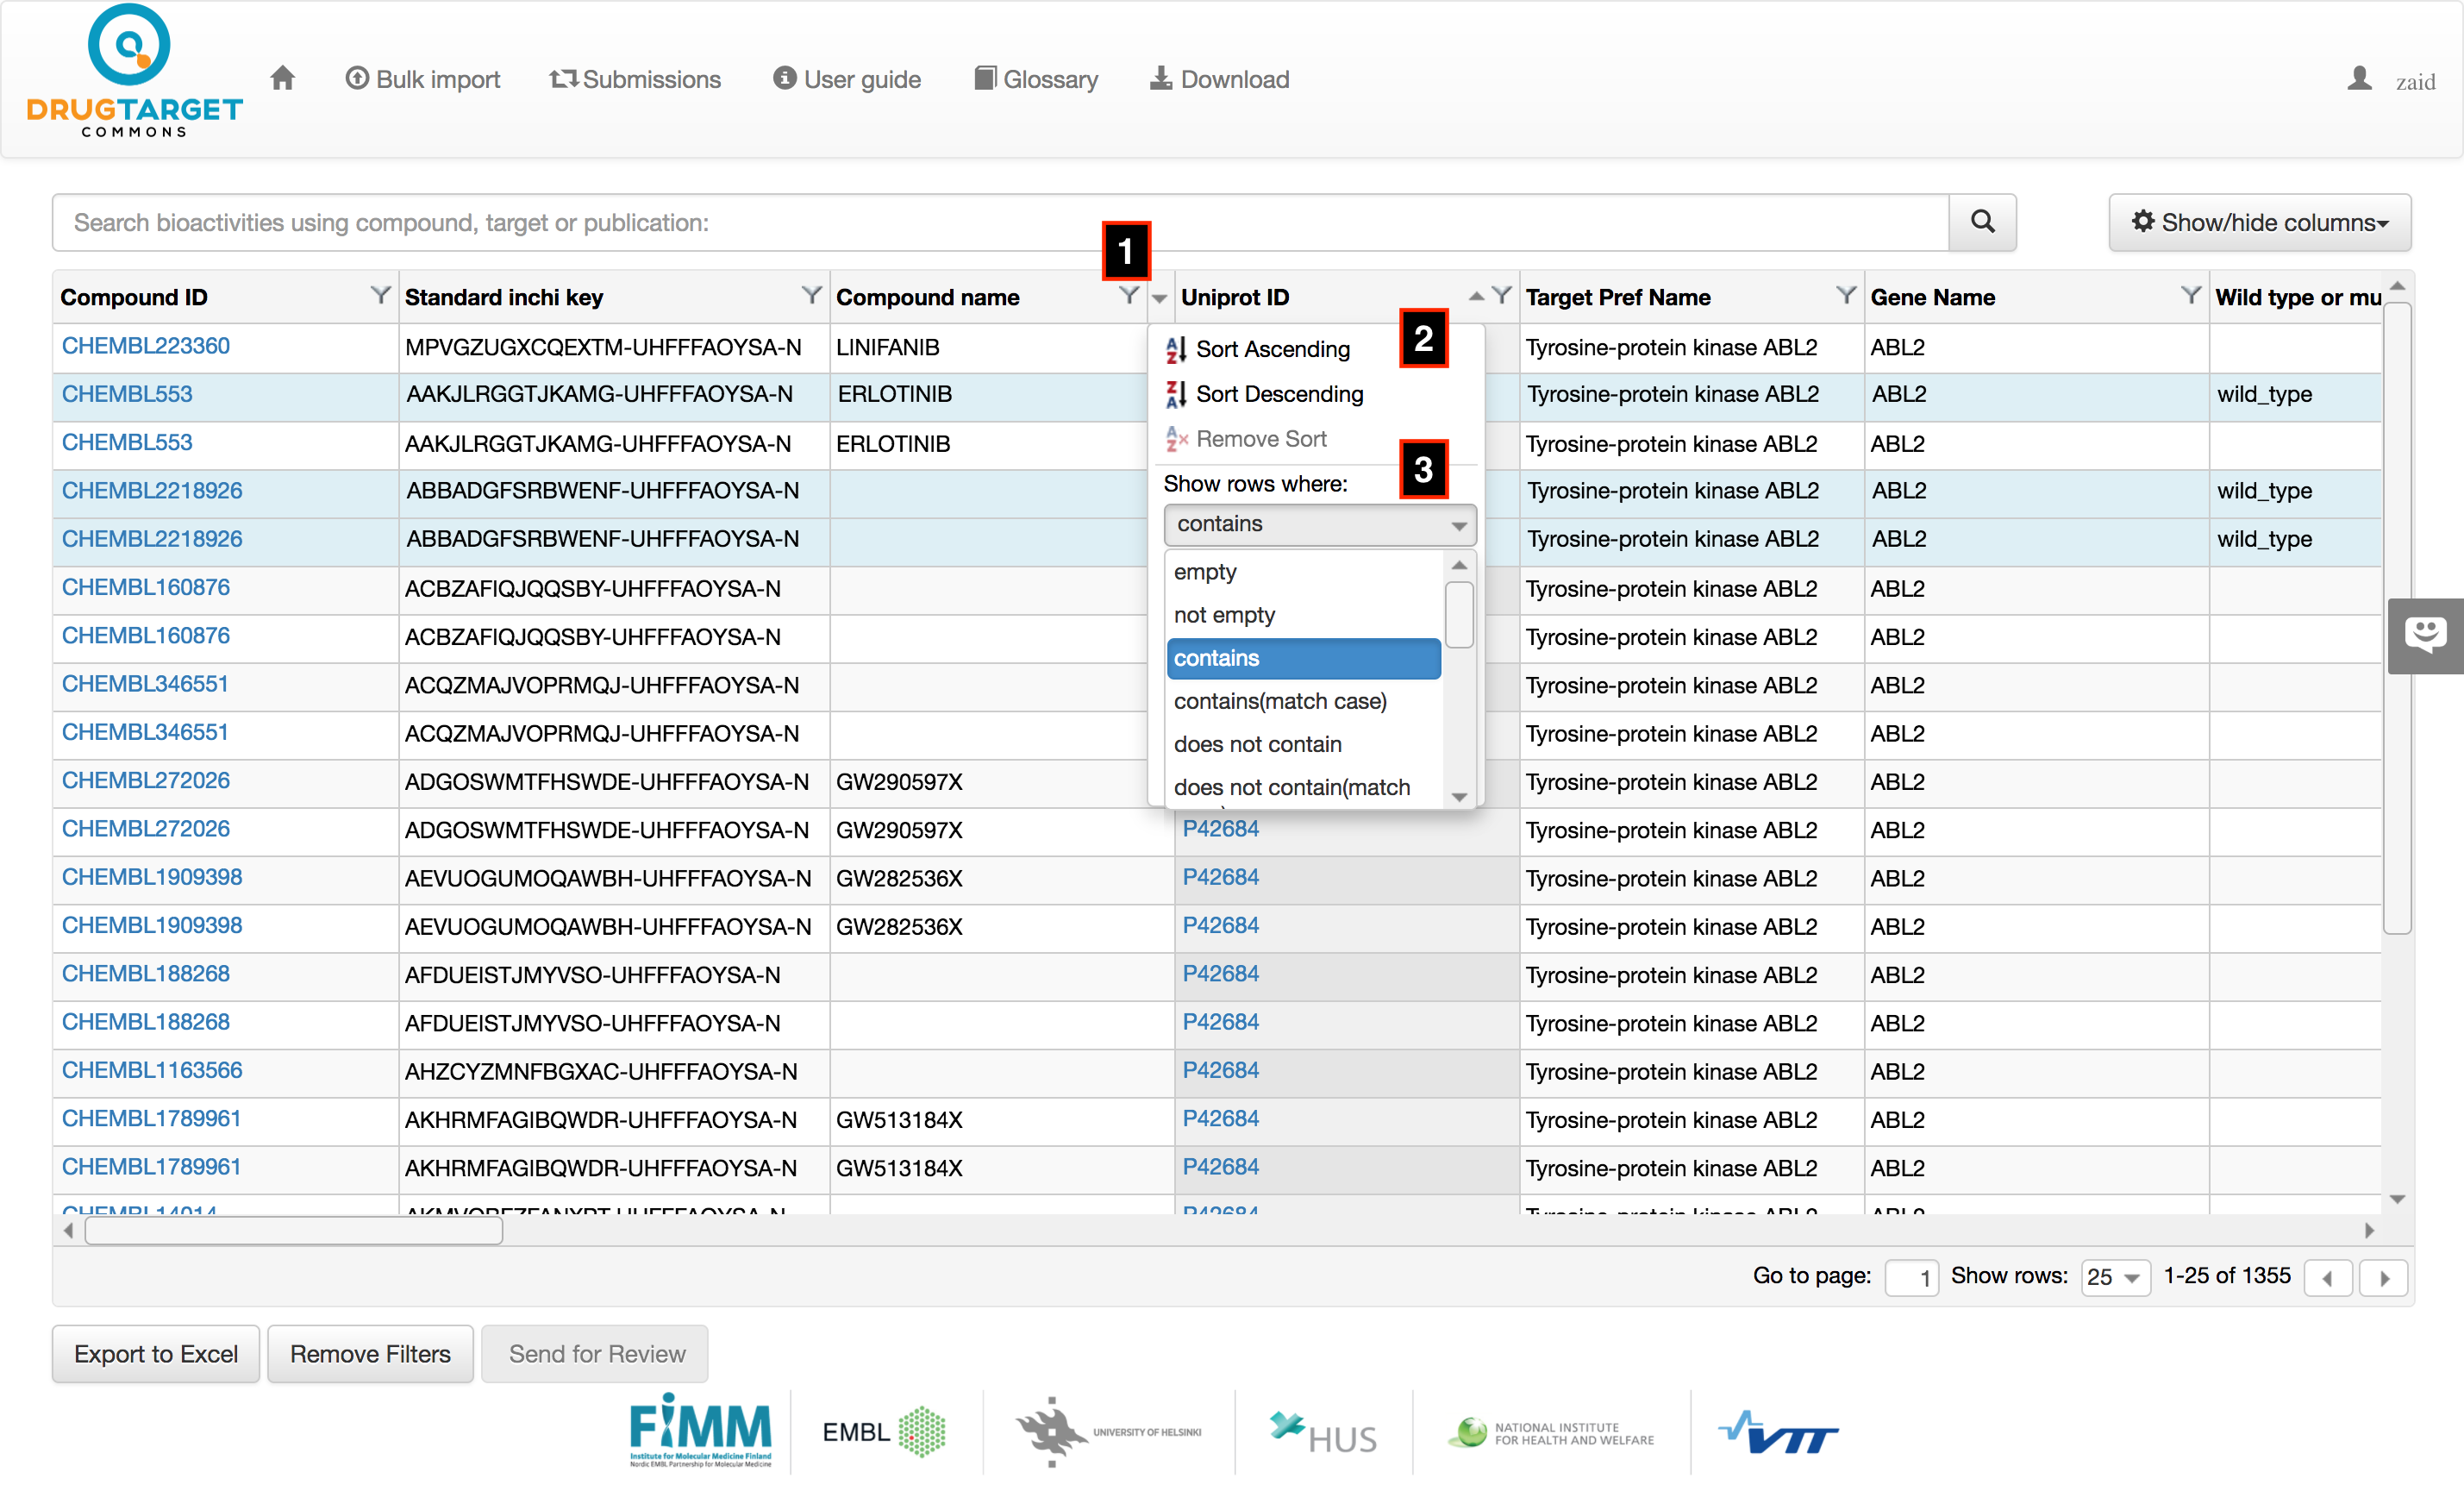 DRUGTARGET
COMMONS
Bulk import Submissions User guide Glossary Download zaid
Search bioactivities using compound, target or publication:
Show/hide columns
1
Compound ID Standard inchi key Compound name Uniprot ID Target Pref Name Gene Name Wild type or mu
2
CHEMBL223360 MPVGZUGXCQEXTM-UHFFFAOYSA-N LINIFANIB Sort Ascending Tyrosine-protein kinase ABL2 ABL2
CHEMBL553 AAKJLRGGTJKAMG-UHFFFAOYSA-N ERLOTINIB Sort Descending Tyrosine-protein kinase ABL2 ABL2 wild_type
CHEMBL553 AAKJLRGGTJKAMG-UHFFFAOYSA-N ERLOTINIB Remove Sort Tyrosine-protein kinase ABL2 ABL2
3
CHEMBL2218926 ABBADGFSRBWENF-UHFFFAOYSA-N Show rows where: Tyrosine-protein kinase ABL2 ABL2 wild_type
CHEMBL2218926 ABBADGFSRBWENF-UHFFFAOYSA-N contains Tyrosine-protein kinase ABL2 ABL2 wild_type
CHEMBL160876 ACBZAFIQJQQSBY-UHFFFAOYSA-N empty Tyrosine-protein kinase ABL2 ABL2
CHEMBL160876 ACBZAFIQJQQSBY-UHFFFAOYSA-N not empty Tyrosine-protein kinase ABL2 ABL2
CHEMBL346551 ACQZMAJVOPRMQJ-UHFFFAOYSA-N contains Tyrosine-protein kinase ABL2 ABL2
contains(match case)
CHEMBL346551 ACQZMAJVOPRMQJ-UHFFFAOYSA-N does not contain Tyrosine-protein kinase ABL2 ABL2
CHEMBL272026 ADGOSWMTFHSWDE-UHFFFAOYSA-N GW290597X does not contain(match Tyrosine-protein kinase ABL2 ABL2
CHEMBL272026 ADGOSWMTFHSWDE-UHFFFAOYSA-N GW290597X P42684 Tyrosine-protein kinase ABL2 ABL2
CHEMBL1909398 AEVUOGUMOQAWBH-UHFFFAOYSA-N GW282536X P42684 Tyrosine-protein kinase ABL2 ABL2
CHEMBL1909398 AEVUOGUMOQAWBH-UHFFFAOYSA-N GW282536X P42684 Tyrosine-protein kinase ABL2 ABL2
CHEMBL188268 AFDUEISTJMYVSO-UHFFFAOYSA-N P42684 Tyrosine-protein kinase ABL2 ABL2
CHEMBL188268 AFDUEISTJMYVSO-UHFFFAOYSA-N P42684 Tyrosine-protein kinase ABL2 ABL2
CHEMBL1163566 AHZCYZMNFBGXAC-UHFFFAOYSA-N P42684 Tyrosine-protein kinase ABL2 ABL2
CHEMBL1789961 AKHRMFAGIBQWDR-UHFFFAOYSA-N GW513184X P42684 Tyrosine-protein kinase ABL2 ABL2
CHEMBL1789961 AKHRMFAGIBQWDR-UHFFFAOYSA-N GW513184X P42684 Tyrosine-protein kinase ABL2 ABL2
CHEMBL14014 P42684 Tyrosine-protein kinase ABL2 ABL2
Go to page: 1 Show rows: 25 1-25 of 1355
Export to Excel Remove Filters Send for Review
FIMM
Institute for Molecular Medicine Finland
Nordic EMBL Partnership for Molecular Medicine
EMBL
UNIVERSITY OF HELSINKI
HUS
NATIONAL INSTITUTE
FOR HEALTH AND WELFARE
VTT